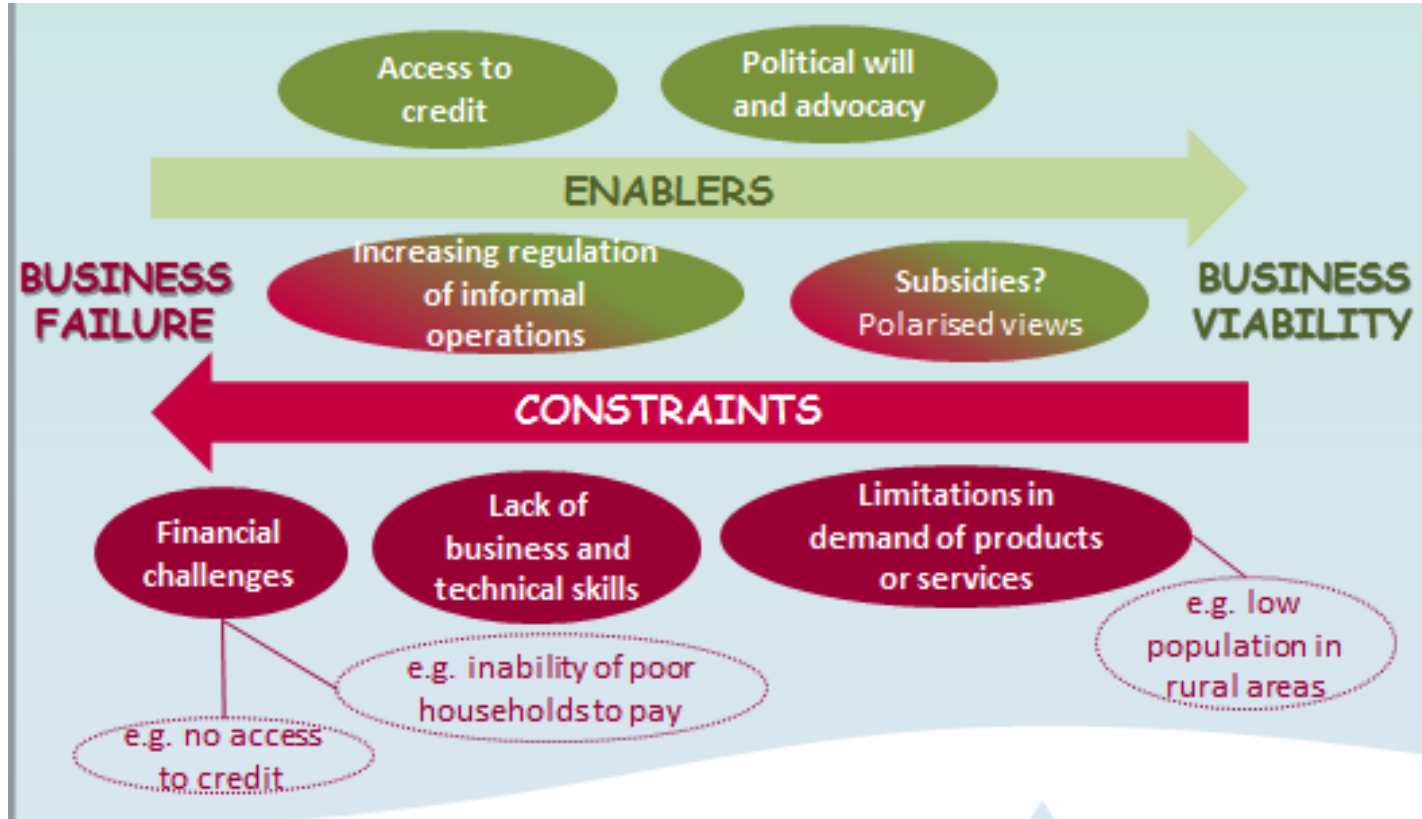 Access to
credit
Political will
and advocacy
ENABLERS
BUSINESS
FAILURE
Increasing regulation
of informal
operations
Subsidies?
Polarised views
BUSINESS
VIABILITY
CONSTRAINTS
Financial
challenges
Lack of
business and
technical skills
Limitations in
demand of products
or services
e.g. low
population in
rural areas
e.g. inability of poor
households to pay
e.g. no access
to credit